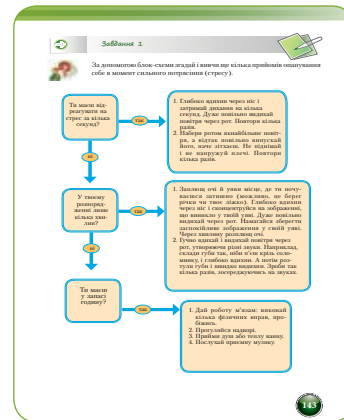 Завдання 1
За допомогою блок-схеми згадай і вивчи ще кілька прийомів опанування
себе в момент сильного потрясіння (стресу).
Ти маєш від-
реагувати на
стрес за кілька
секунд?
так
1. Глибоко вдихни через ніс і
затримай дихання на кілька
секунд. Дуже повільно видихай
повітря через рот. Повтори кілька
разів.
2. Набери ротом якнайбільше повіт-
ря, а відтак повільно випускай
його, наче зітхаєш. Не піднімай
і не напружуй плечі. Повтори
кілька разів.
ні
У твоєму
розпоряд-
женні лише
кілька хви-
лин?
так
1. Заплющ очі й уяви місце, де ти почу-
ваєшся затишно (можливо, це берег
річки чи твоє ліжко). Глибоко вдихни
через ніс і сконцентруйся на зображенні,
що виникло у твоїй уяві. Дуже повільно
видихай через рот. Намагайся зберегти
заспокійливе зображення у своїй уяві.
Через хвилину розплющ очі.
2. Гучно вдихай і видихай повітря через
рот, утворюючи різні звуки. Наприклад,
склади губи так, ніби п'єш крізь соло-
минку, і глибоко вдихни. А потім роз-
тули губи і швидко видихни. Зроби так
кілька разів, зосереджуючись на звуках.
ні
Ти маєш
у запасі
годину?
так
1. Дай роботу м'язам: виконай
кілька фізичних вправ, про-
біжись.
2. Прогуляйся надворі.
3. Прийми душ або теплу ванну.
4. Послухай приємну музику.
143